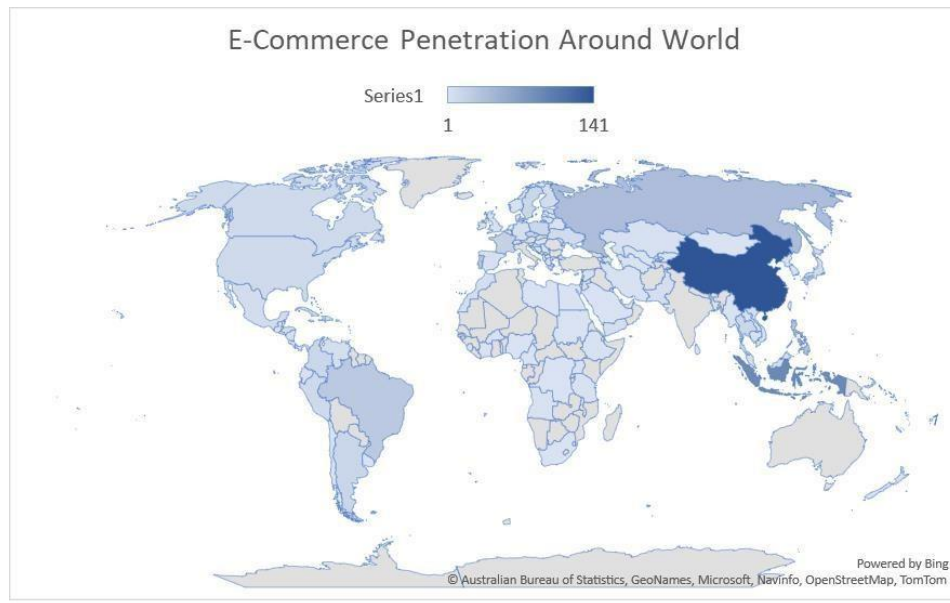 E-Commerce Penetration Around World
Series1
1 141
Powered by Bing
© Australian Bureau of Statistics, GeoNames, Microsoft, Navinfo, OpenStreetMap, TomTom